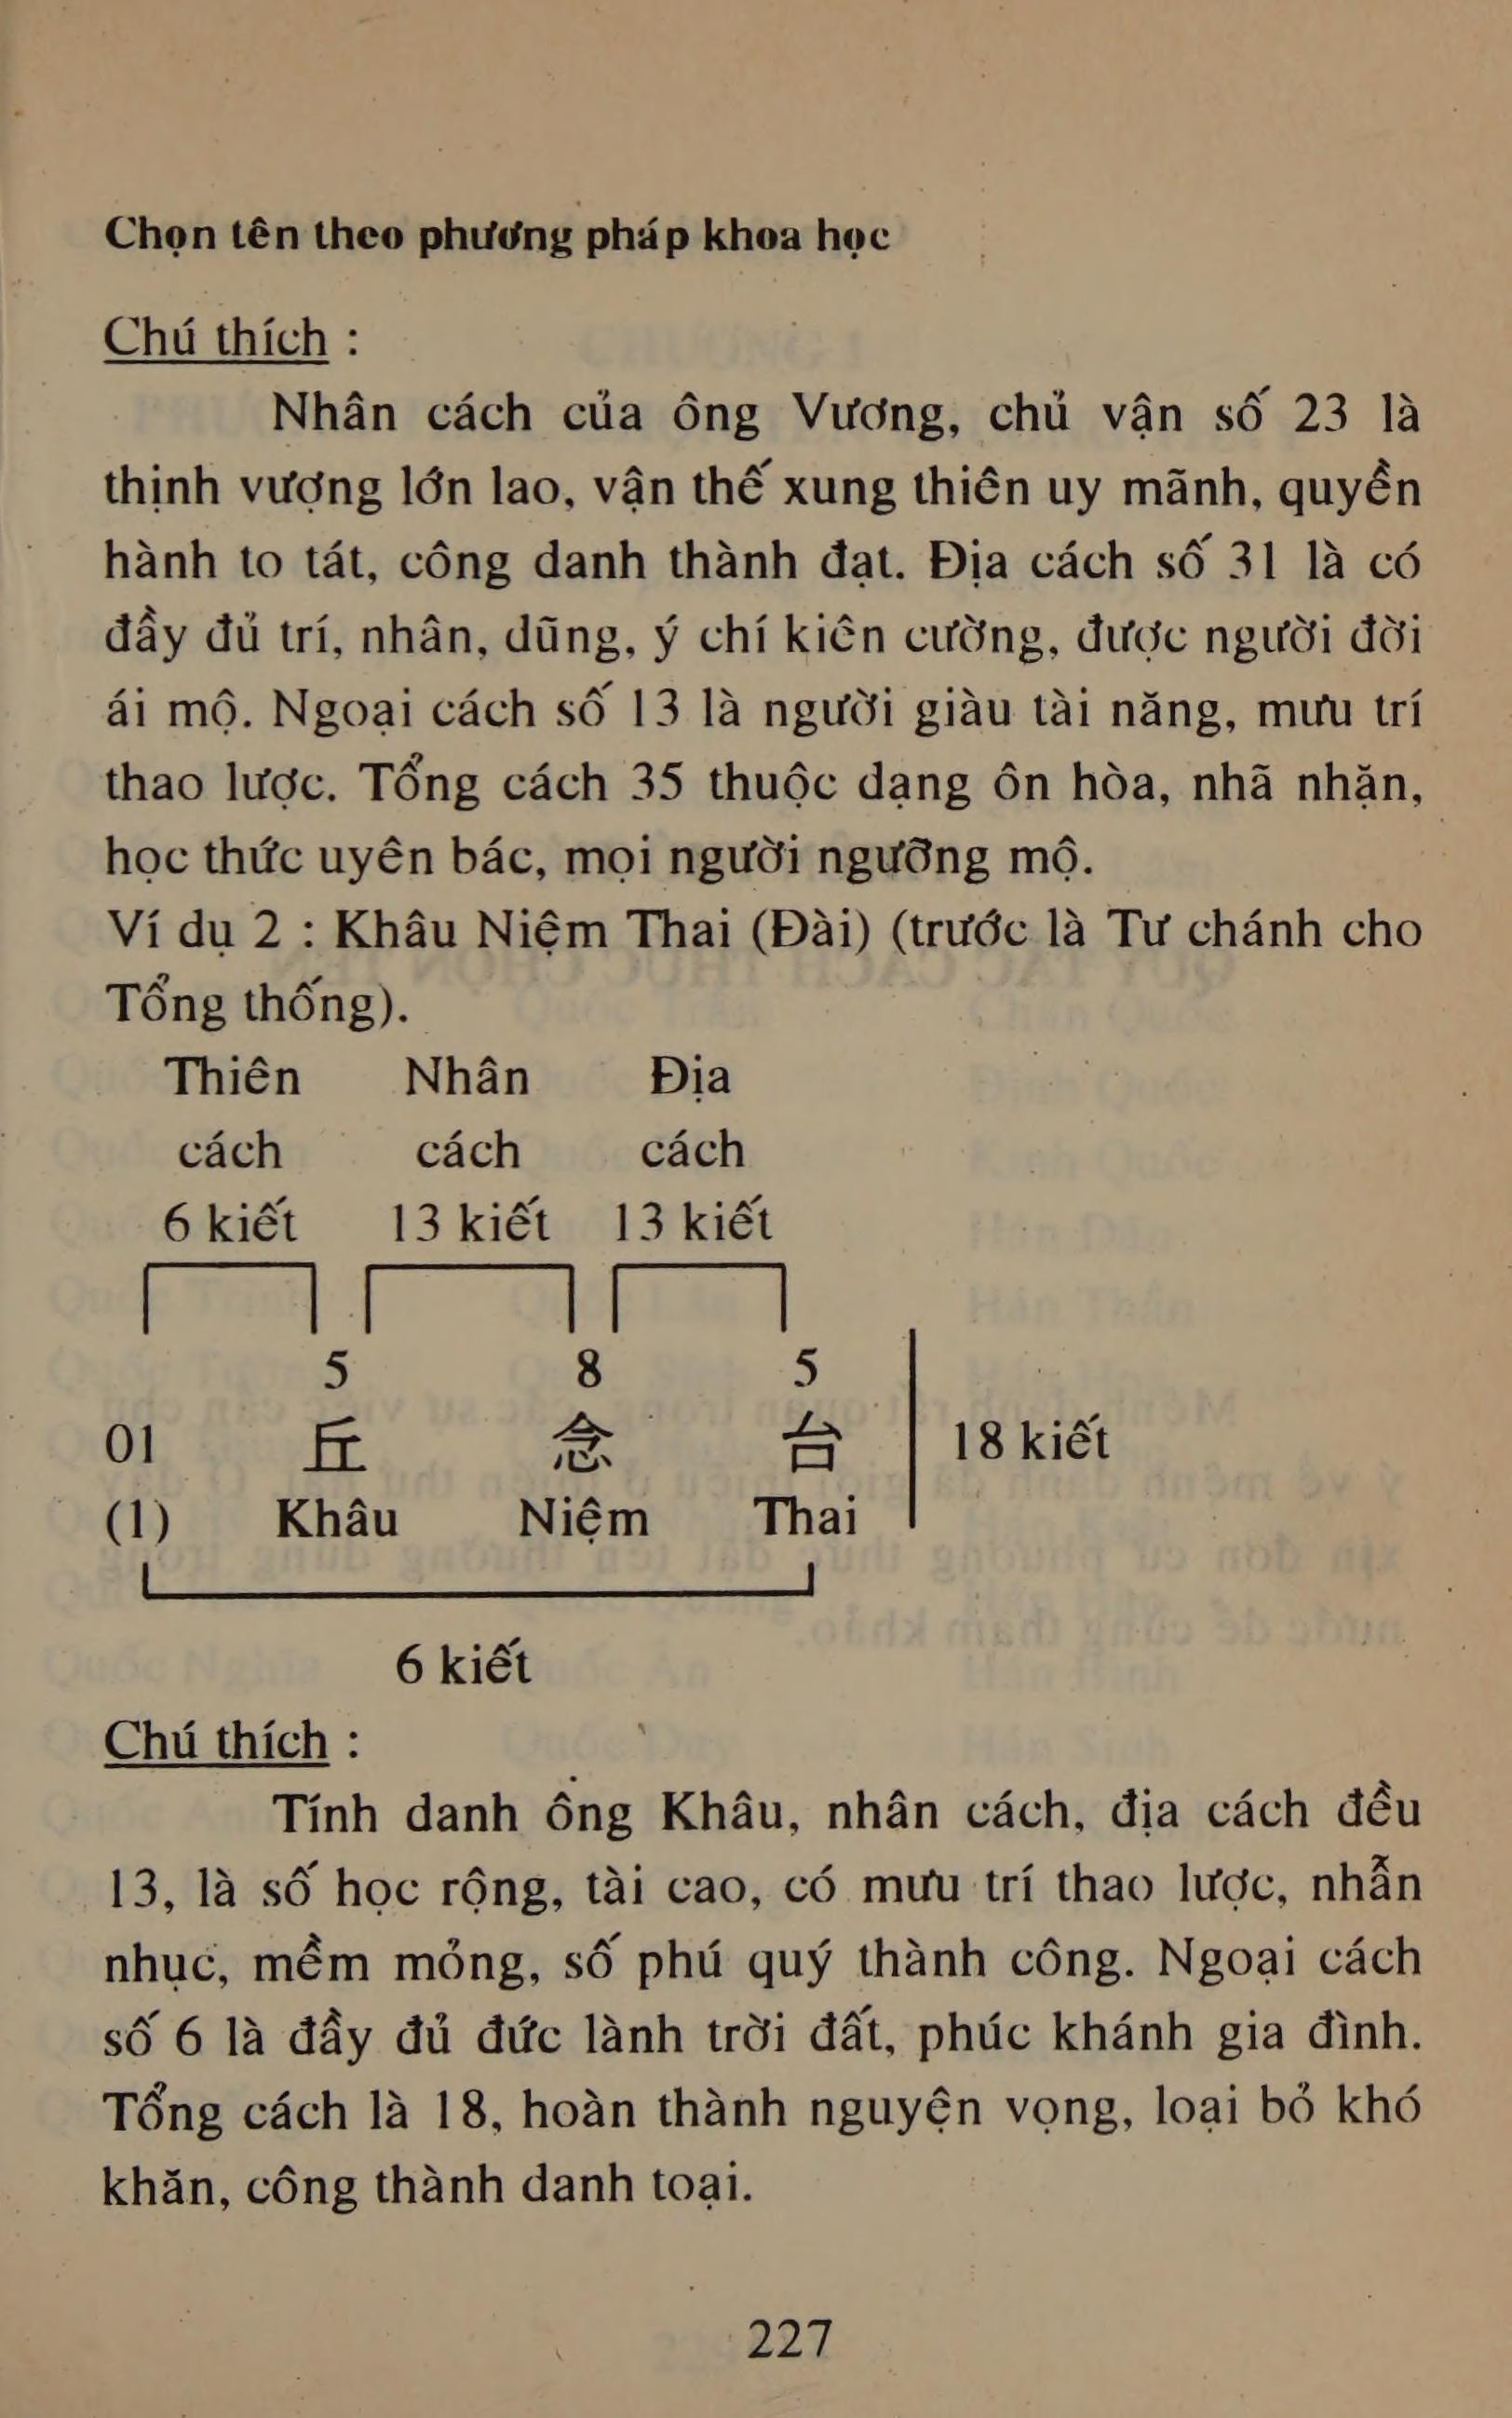 Chọn tên theo phương pháp khoa học
Chú thích :
Nhân cách của ông Vương, chủ vận số 23 là
thịnh vượng lớn lao, vận thế xung thiên uy mãnh, quyền
hành to tát, công danh thành đạt. Địa cách số 31 là có
đầy đủ trí, nhân, dũng, ý chí kiên cường, được người đời
ái mộ. Ngoại cách số 13 là người giàu tài năng, mưu trí
thao lược. Tổng cách 35 thuộc dạng ôn hòa, nhã nhặn,
học thức uyên bác, mọi người ngưỡng mộ.
Ví dụ 2 : Khâu Niệm Thai (Đài) (trước là Tư chánh cho
Tổng thống).
Thiên Nhân Địa
cách cách cách
6 kiết 13 kiết 13 kiết
5 8 5
01 丘 念 台 18 kiết
(1) Khâu Niệm Thai
6 kiết
Chú thích :
Tính danh ông Khâu, nhân cách, địa cách đều
13, là số học rộng, tài cao, có mưu trí thao lược, nhẫn
nhục, mềm mỏng, số phú quý thành công. Ngoại cách
số 6 là đầy đủ đức lành trời đất, phúc khánh gia đình.
Tổng cách là 18, hoàn thành nguyện vọng, loại bỏ khó
khăn, công thành danh toại.
227